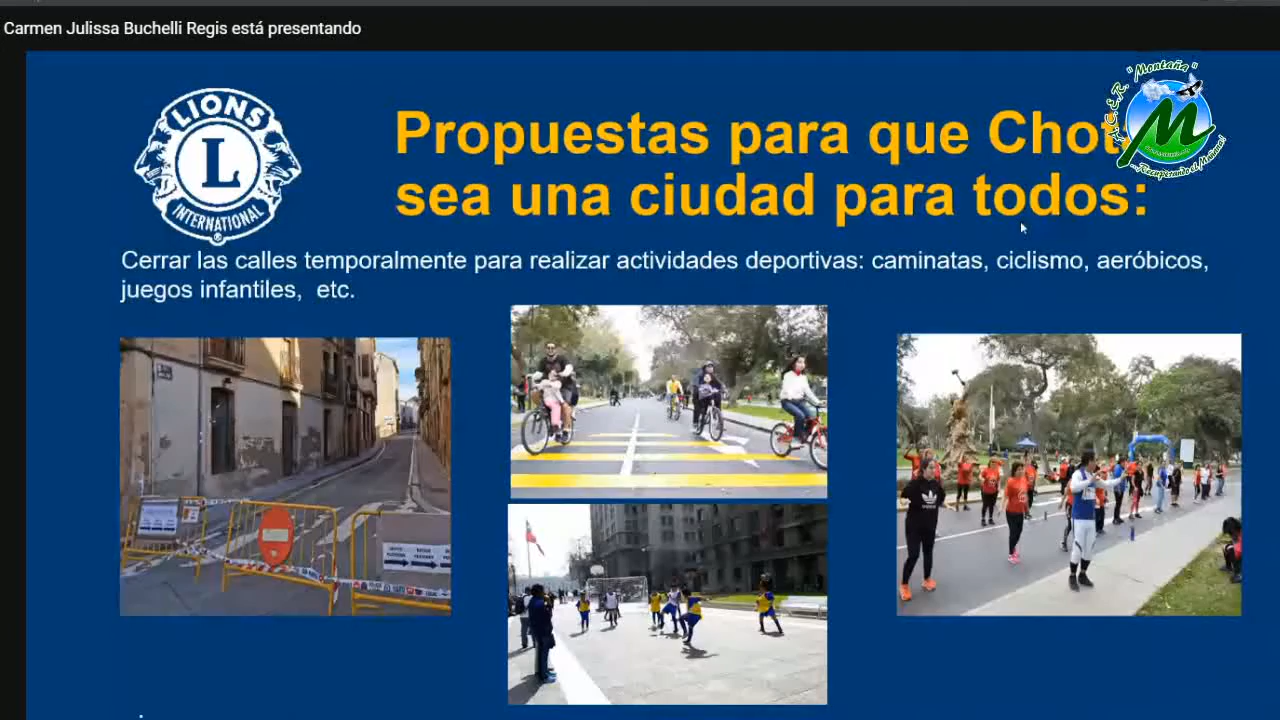 Carmen Julissa Buchelli Regis está presentando
LIONS
L
INTERNATIONAL
®
Propuestas para que Chot
sea una ciudad para todos:
"Montaña"
M
Cerrar las calles temporalmente para realizar actividades deportivas: caminatas, ciclismo, aeróbicos,
juegos infantiles, etc.